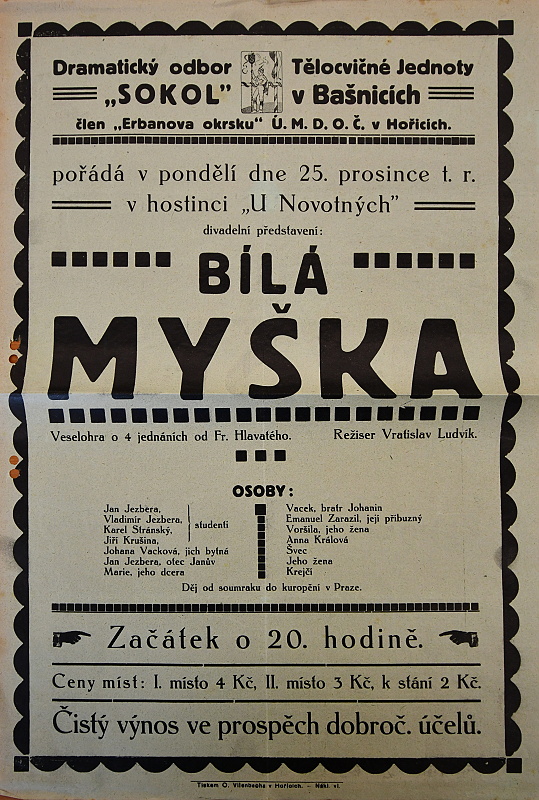 Dramatický odbor Tělocvičné Jednoty
„SOKOL” v Bašnicích
člen „Erbanova okrsku” Ú. M. D. O. Č. v Hořicích.
pořádá v pondělí dne 25. prosince t. r.
v hostinci „U Novotných”
divadelní představení:
BÍLÁ
MYŠKA
Veselohra o 4 jednáních od Fr. Hlavatého. Režiser Vratislav Ludvík.
OSOBY:
Jan Jezbera,
Vladimír Jezbera,
Karel Stránský,
Jiří Krušina,
studenti
Johana Vacková, jich bytná
Jan Jezbera, otec Janův
Marie, jeho dcera
Vacek, bratr Johanin
Emanuel Zarazil, její příbuzný
Voršila, jeho žena
Anna Králová
Švec
Jeho žena
Krejčí
Děj od soumraku do kuropění v Praze.
Začátek o 20. hodině.
Ceny míst: I. místo 4 Kč, II. místo 3 Kč, k stání 2 Kč.
Čistý výnos ve prospěch dobroč. účelů.
Tiskem O. v Hořicích. — Nákl. vl.